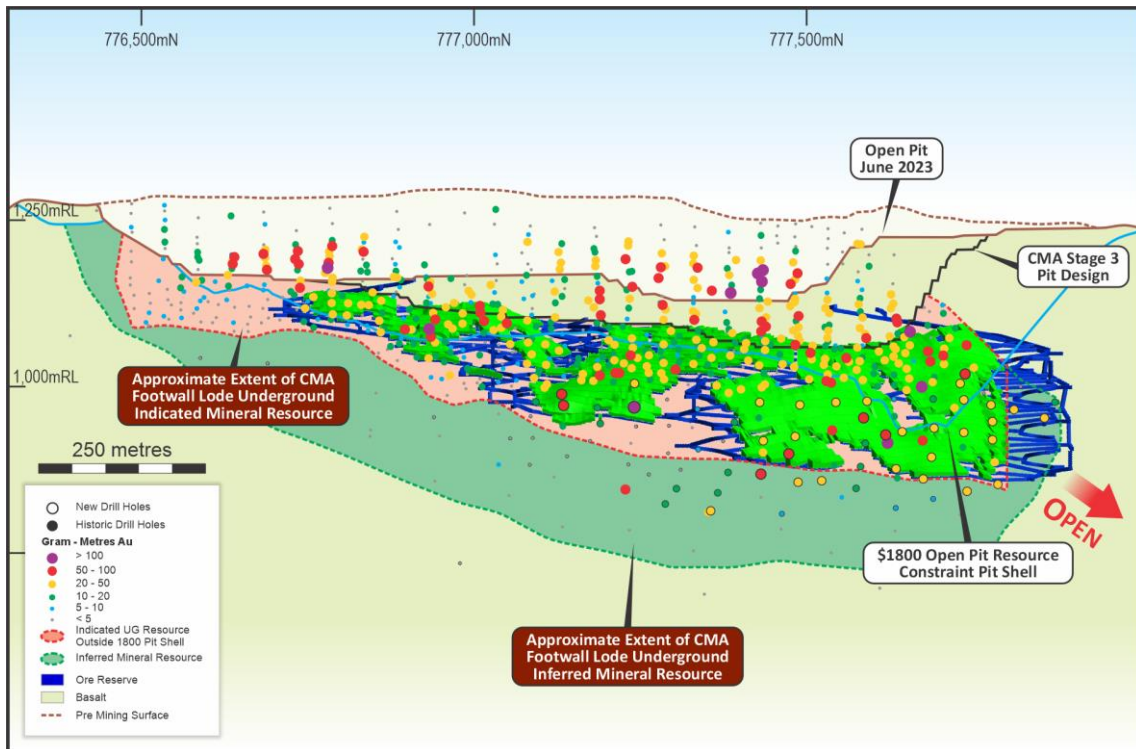 776,500mN
777,000mN
777,500mN
Open Pit
June 2023
1,250mRL
CMA Stage 3
Pit Design
1,000mRL
Approximate Extent of CMA
Footwall Lode Underground
Indicated Mineral Resource
250 metres
OPEN
$1800 Open Pit Resource
Constraint Pit Shell
Approximate Extent of CMA
Footwall Lode Underground
Inferred Mineral Resource
New Drill Holes
Historic Drill Holes
Gram - Metres Au
> 100
50 - 100
20 - 50
10 - 20
5 - 10
< 5
Indicated UG Resource
Outside 1800 Pit Shell
Inferred Mineral Resource
Ore Reserve
Basalt
Pre Mining Surface